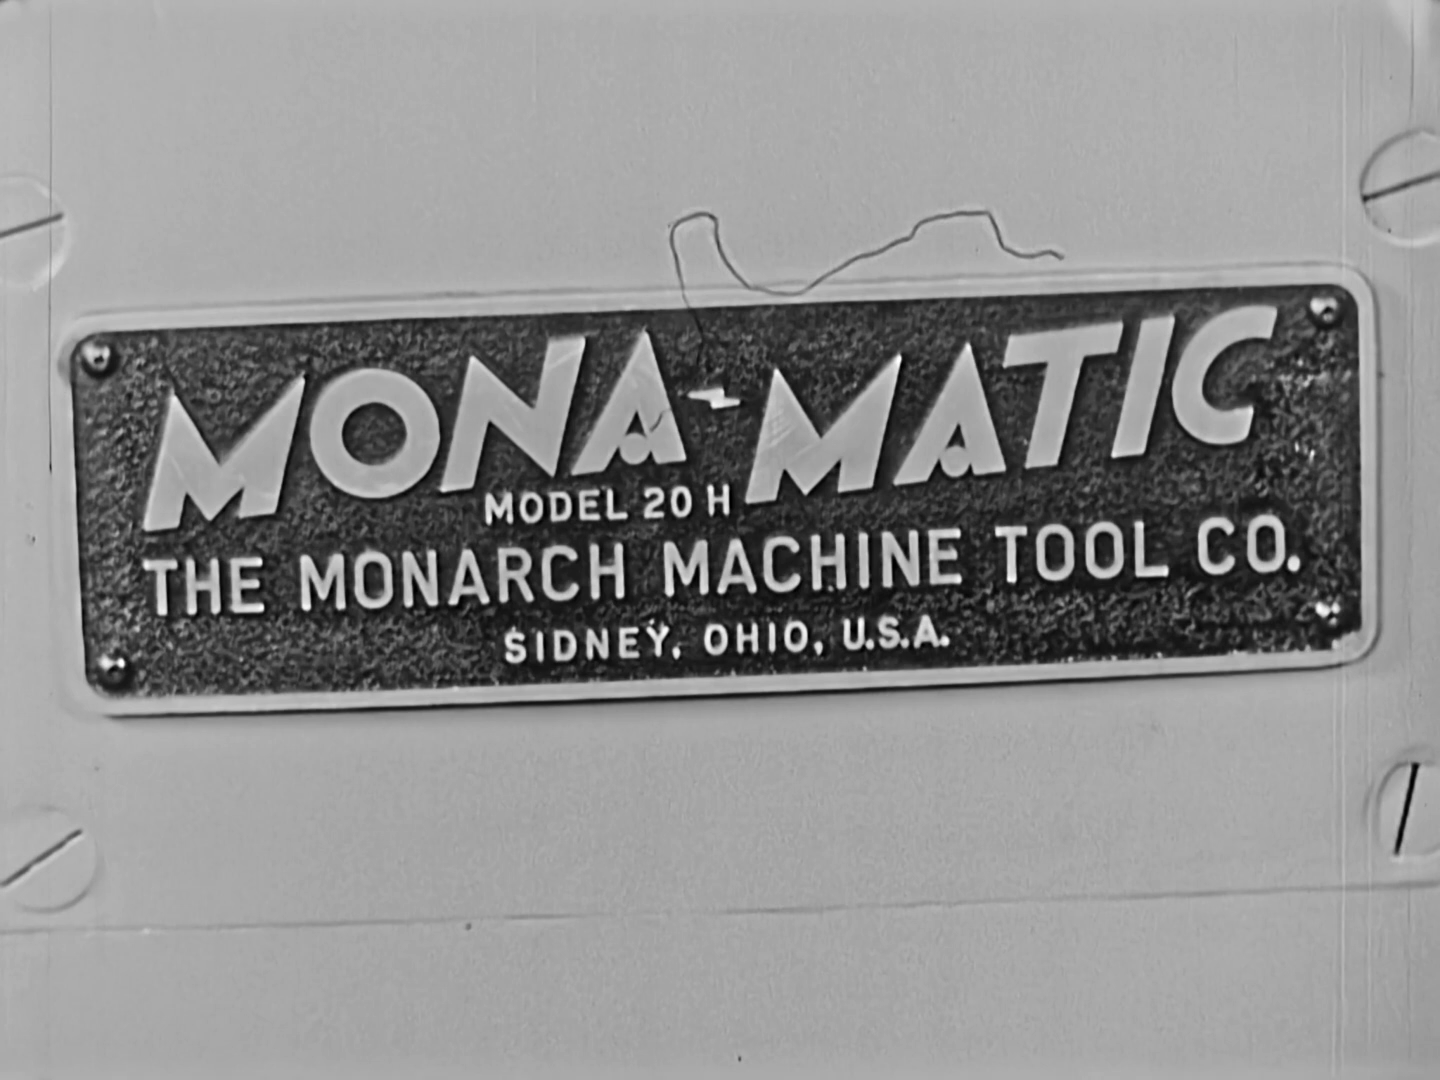 MONA-MATIC
MODEL 20 H
THE MONARCH MACHINE TOOL CO.
SIDNEY, OHIO, U.S.A.